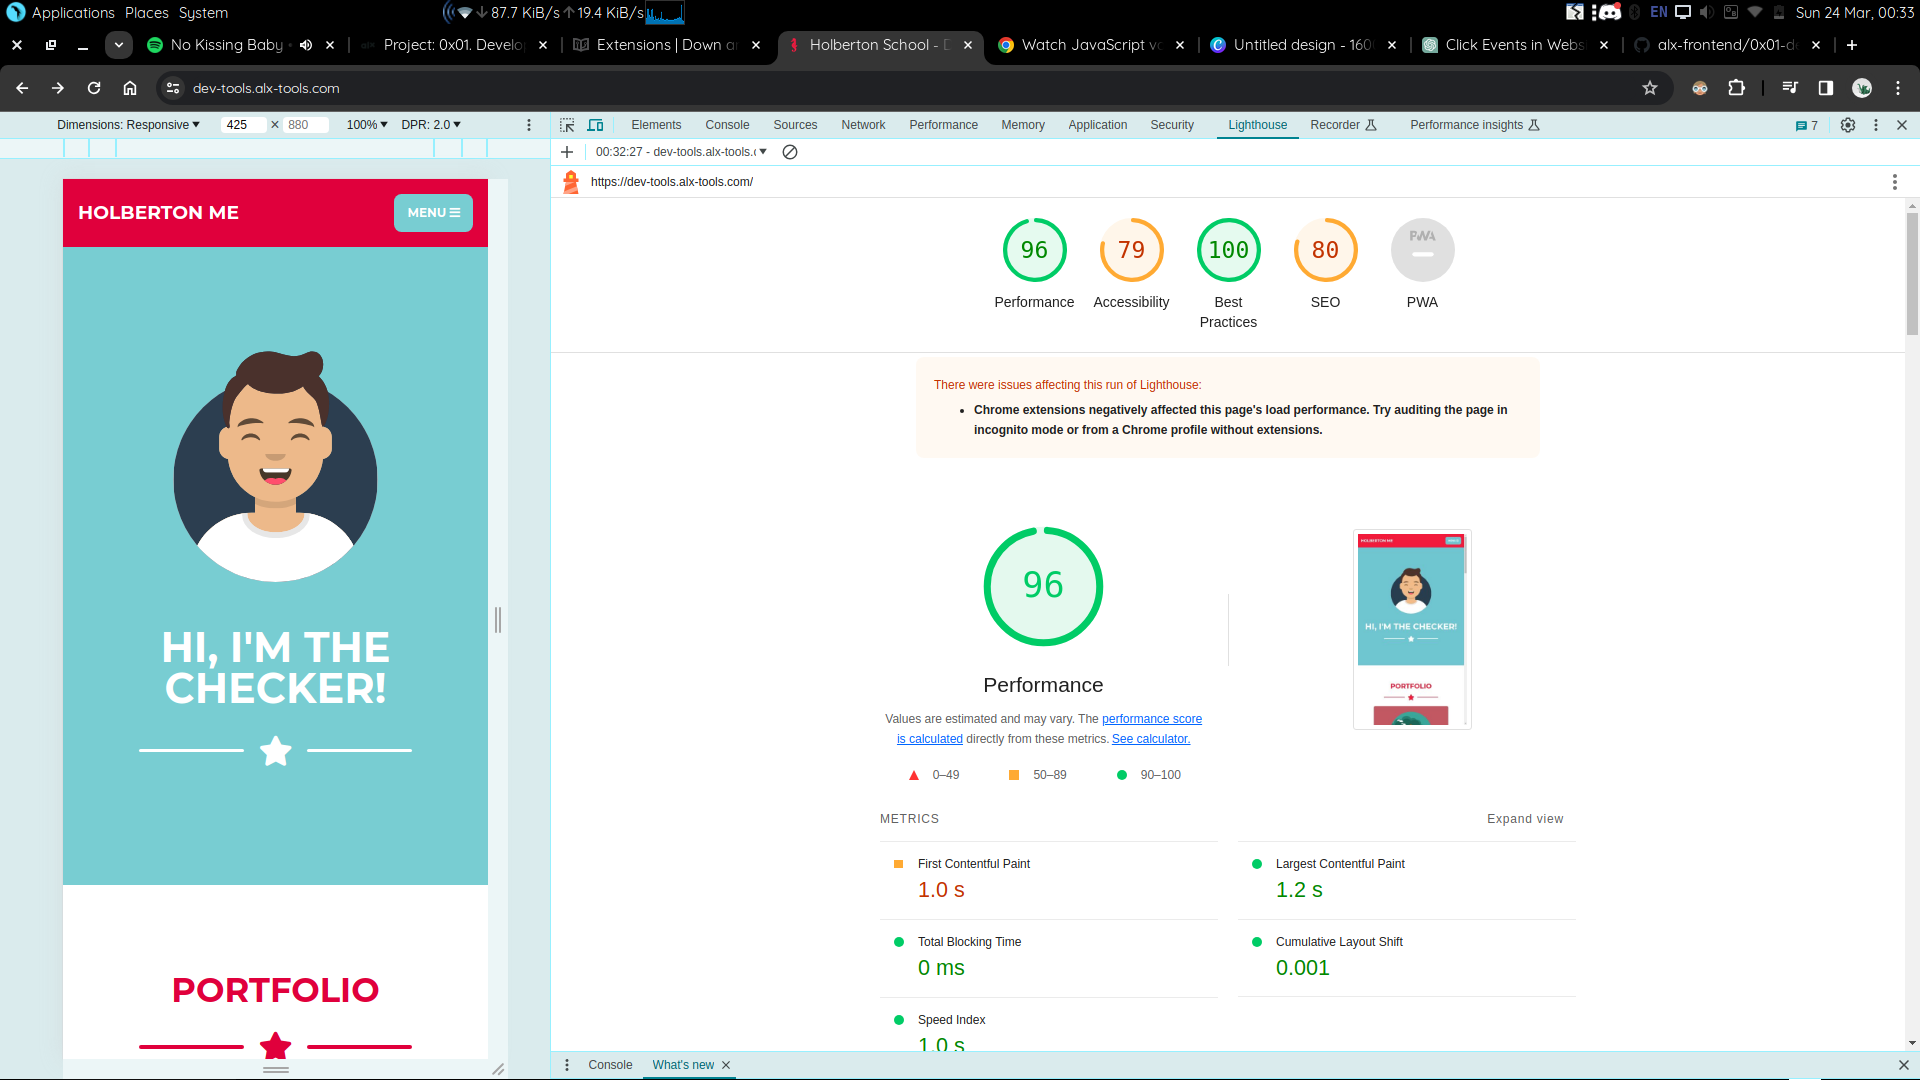 Applications Places System 87.7 KiB/s 19.4 KiB/s EN Sun 24 Mar, 00:33
No Kissing Baby Project: 0x01. Develo Extensions | Down a Holberton School - D Watch JavaScript v Untitled design - 160 Click Events in Webs alx-frontend/0x01-d
dev-tools.alx-tools.com
Dimensions: Responsive 425 × 880 100% DPR: 2.0
Elements Console Sources Network Performance Memory Application Security Lighthouse Recorder Performance insights 7
00:32:27 - dev-tools.alx-tools.c
https://dev-tools.alx-tools.com/
HOLBERTON ME
MENU
HI, I'M THE
CHECKER!
PORTFOLIO
96 79 100 80 PWA
Performance Accessibility Best Practices SEO PWA
There were issues affecting this run of Lighthouse:
• Chrome extensions negatively affected this page's load performance. Try auditing the page in
incognito mode or from a Chrome profile without extensions.
96
HOLBERTON ME
HI, I'M THE CHECKER!
PORTFOLIO
Performance
Values are estimated and may vary. The performance score
is calculated directly from these metrics. See calculator.
0–49 50–89 90–100
METRICS Expand view
First Contentful Paint
1.0 s
Largest Contentful Paint
1.2 s
Total Blocking Time
0 ms
Cumulative Layout Shift
0.001
Speed Index
1.0 s
Console What's new